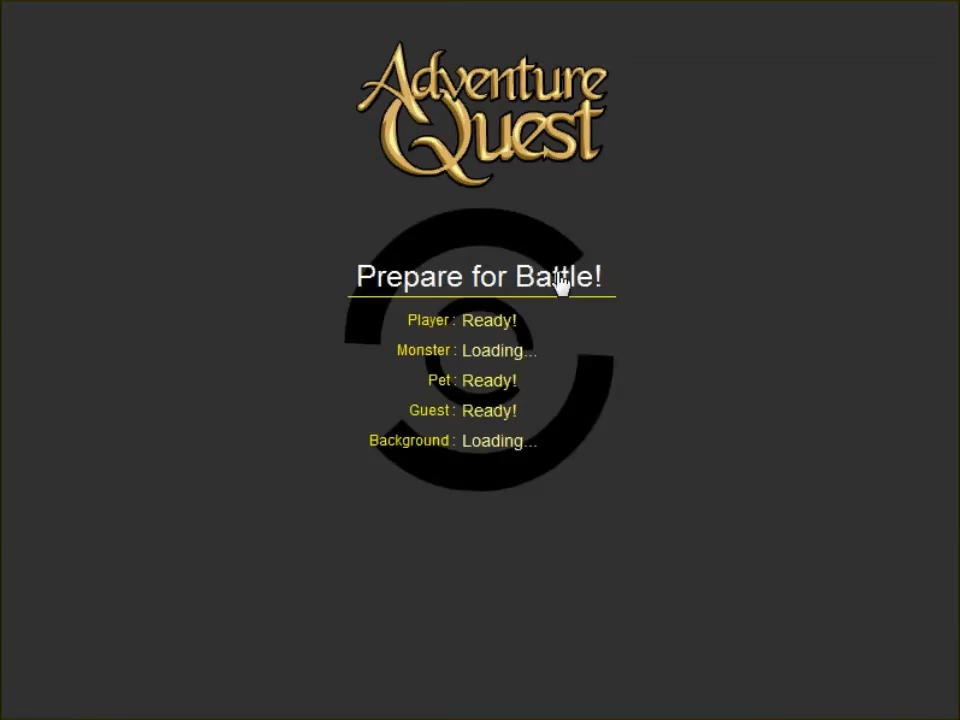 Adventure
Quest
Prepare for Battle!
Player : Ready!
Monster : Loading...
Pet : Ready!
Guest : Ready!
Background : Loading...